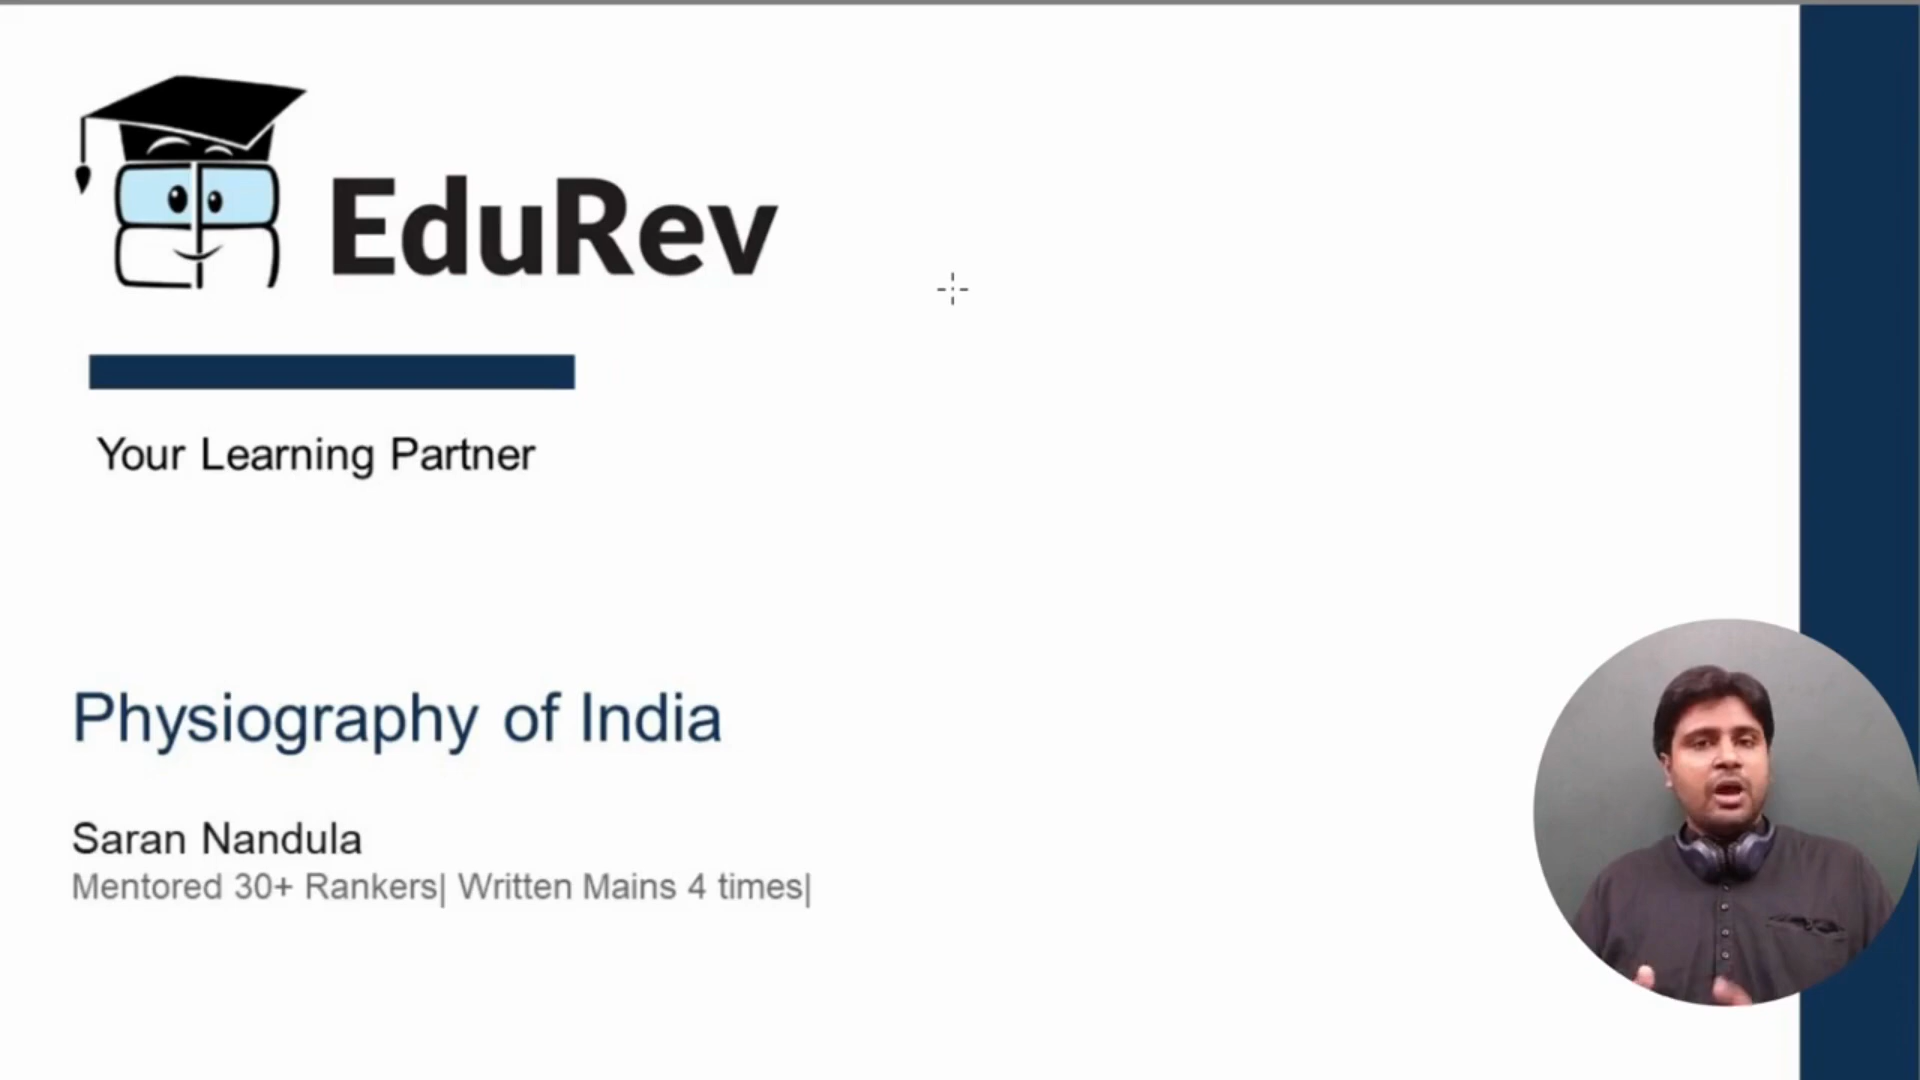 EduRev
Your Learning Partner
Physiography of India
Saran Nandula
Mentored 30+ Rankers| Written Mains 4 times|